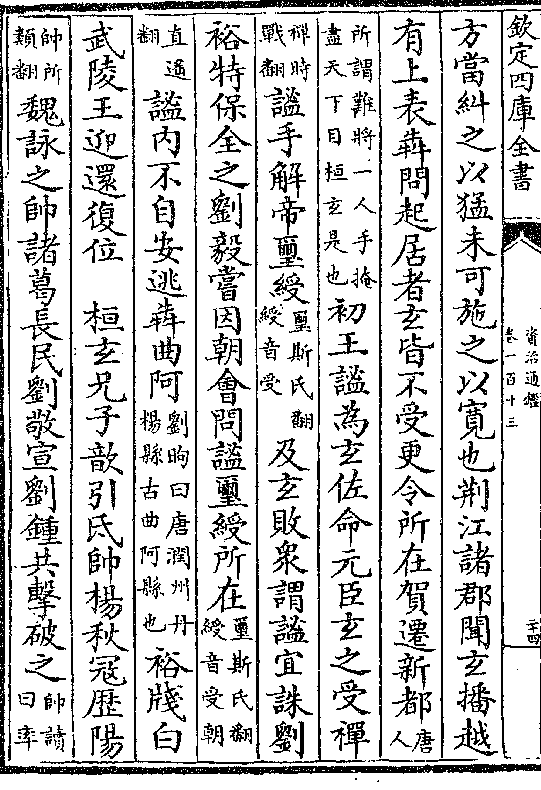 欽定四庫全書
資治通鑑
卷一百十三
二十四
方當糾之以猛未可施之以寛也荆江諸郡聞玄播越
有上表犇問起居者玄皆不受更令所在賀遷新都唐人
所謂難將一人手掩盡天下目桓玄是也初王謐為玄佐命元臣玄之受禪
禪時戰翻謐手解帝璽綬璽斯氏翻綬音受及玄敗衆謂謐宜誅劉
裕特保全之劉毅嘗因朝會問謐璽綬所在璽斯氏翻綬音受朝
直遥翻謐内不自安逃犇曲阿劉昫曰唐潤州丹楊縣古曲阿縣也裕牋白
武陵王迎還復位　桓玄兄子歆引氐帥楊秋寇歴陽
帥所類翻魏詠之帥諸葛長民劉敬宣劉鍾共擊破之帥讀曰率